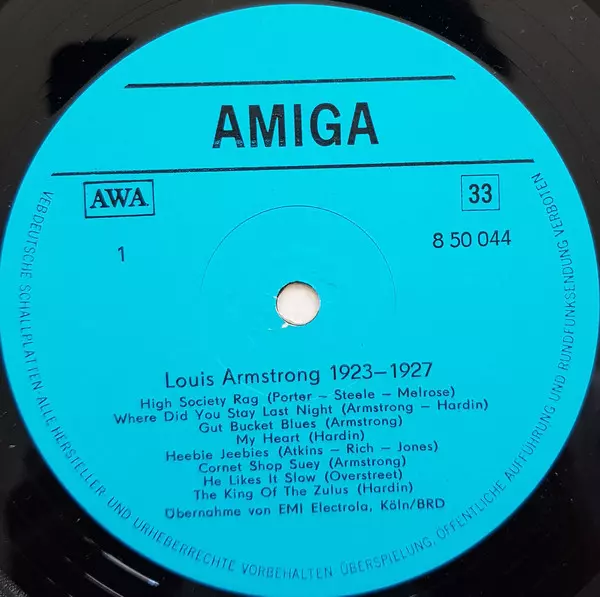 AMIGA
AWA
33
1
8 50 044
Louis Armstrong 1923–1927
High Society Rag (Porter – Steele – Melrose)
Where Did You Stay Last Night (Armstrong – Hardin)
Gut Bucket Blues (Armstrong)
My Heart (Hardin)
Heebie Jeebies (Atkins – Rich – Jones)
Cornet Shop Suey (Armstrong)
He Likes It Slow (Overstreet)
The King Of The Zulus (Hardin)
Übernahme von EMI Electrola, Köln/BRD
VEB DEUTSCHE SCHALLPLATTEN · ALLE HERSTELLER UND URHEBERRECHTE VORBEHALTEN ÜBERSPIELUNG, ÖFFENTLICHE AUFFÜHRUNG UND RUNDFUNKSENDUNG VERBOTEN